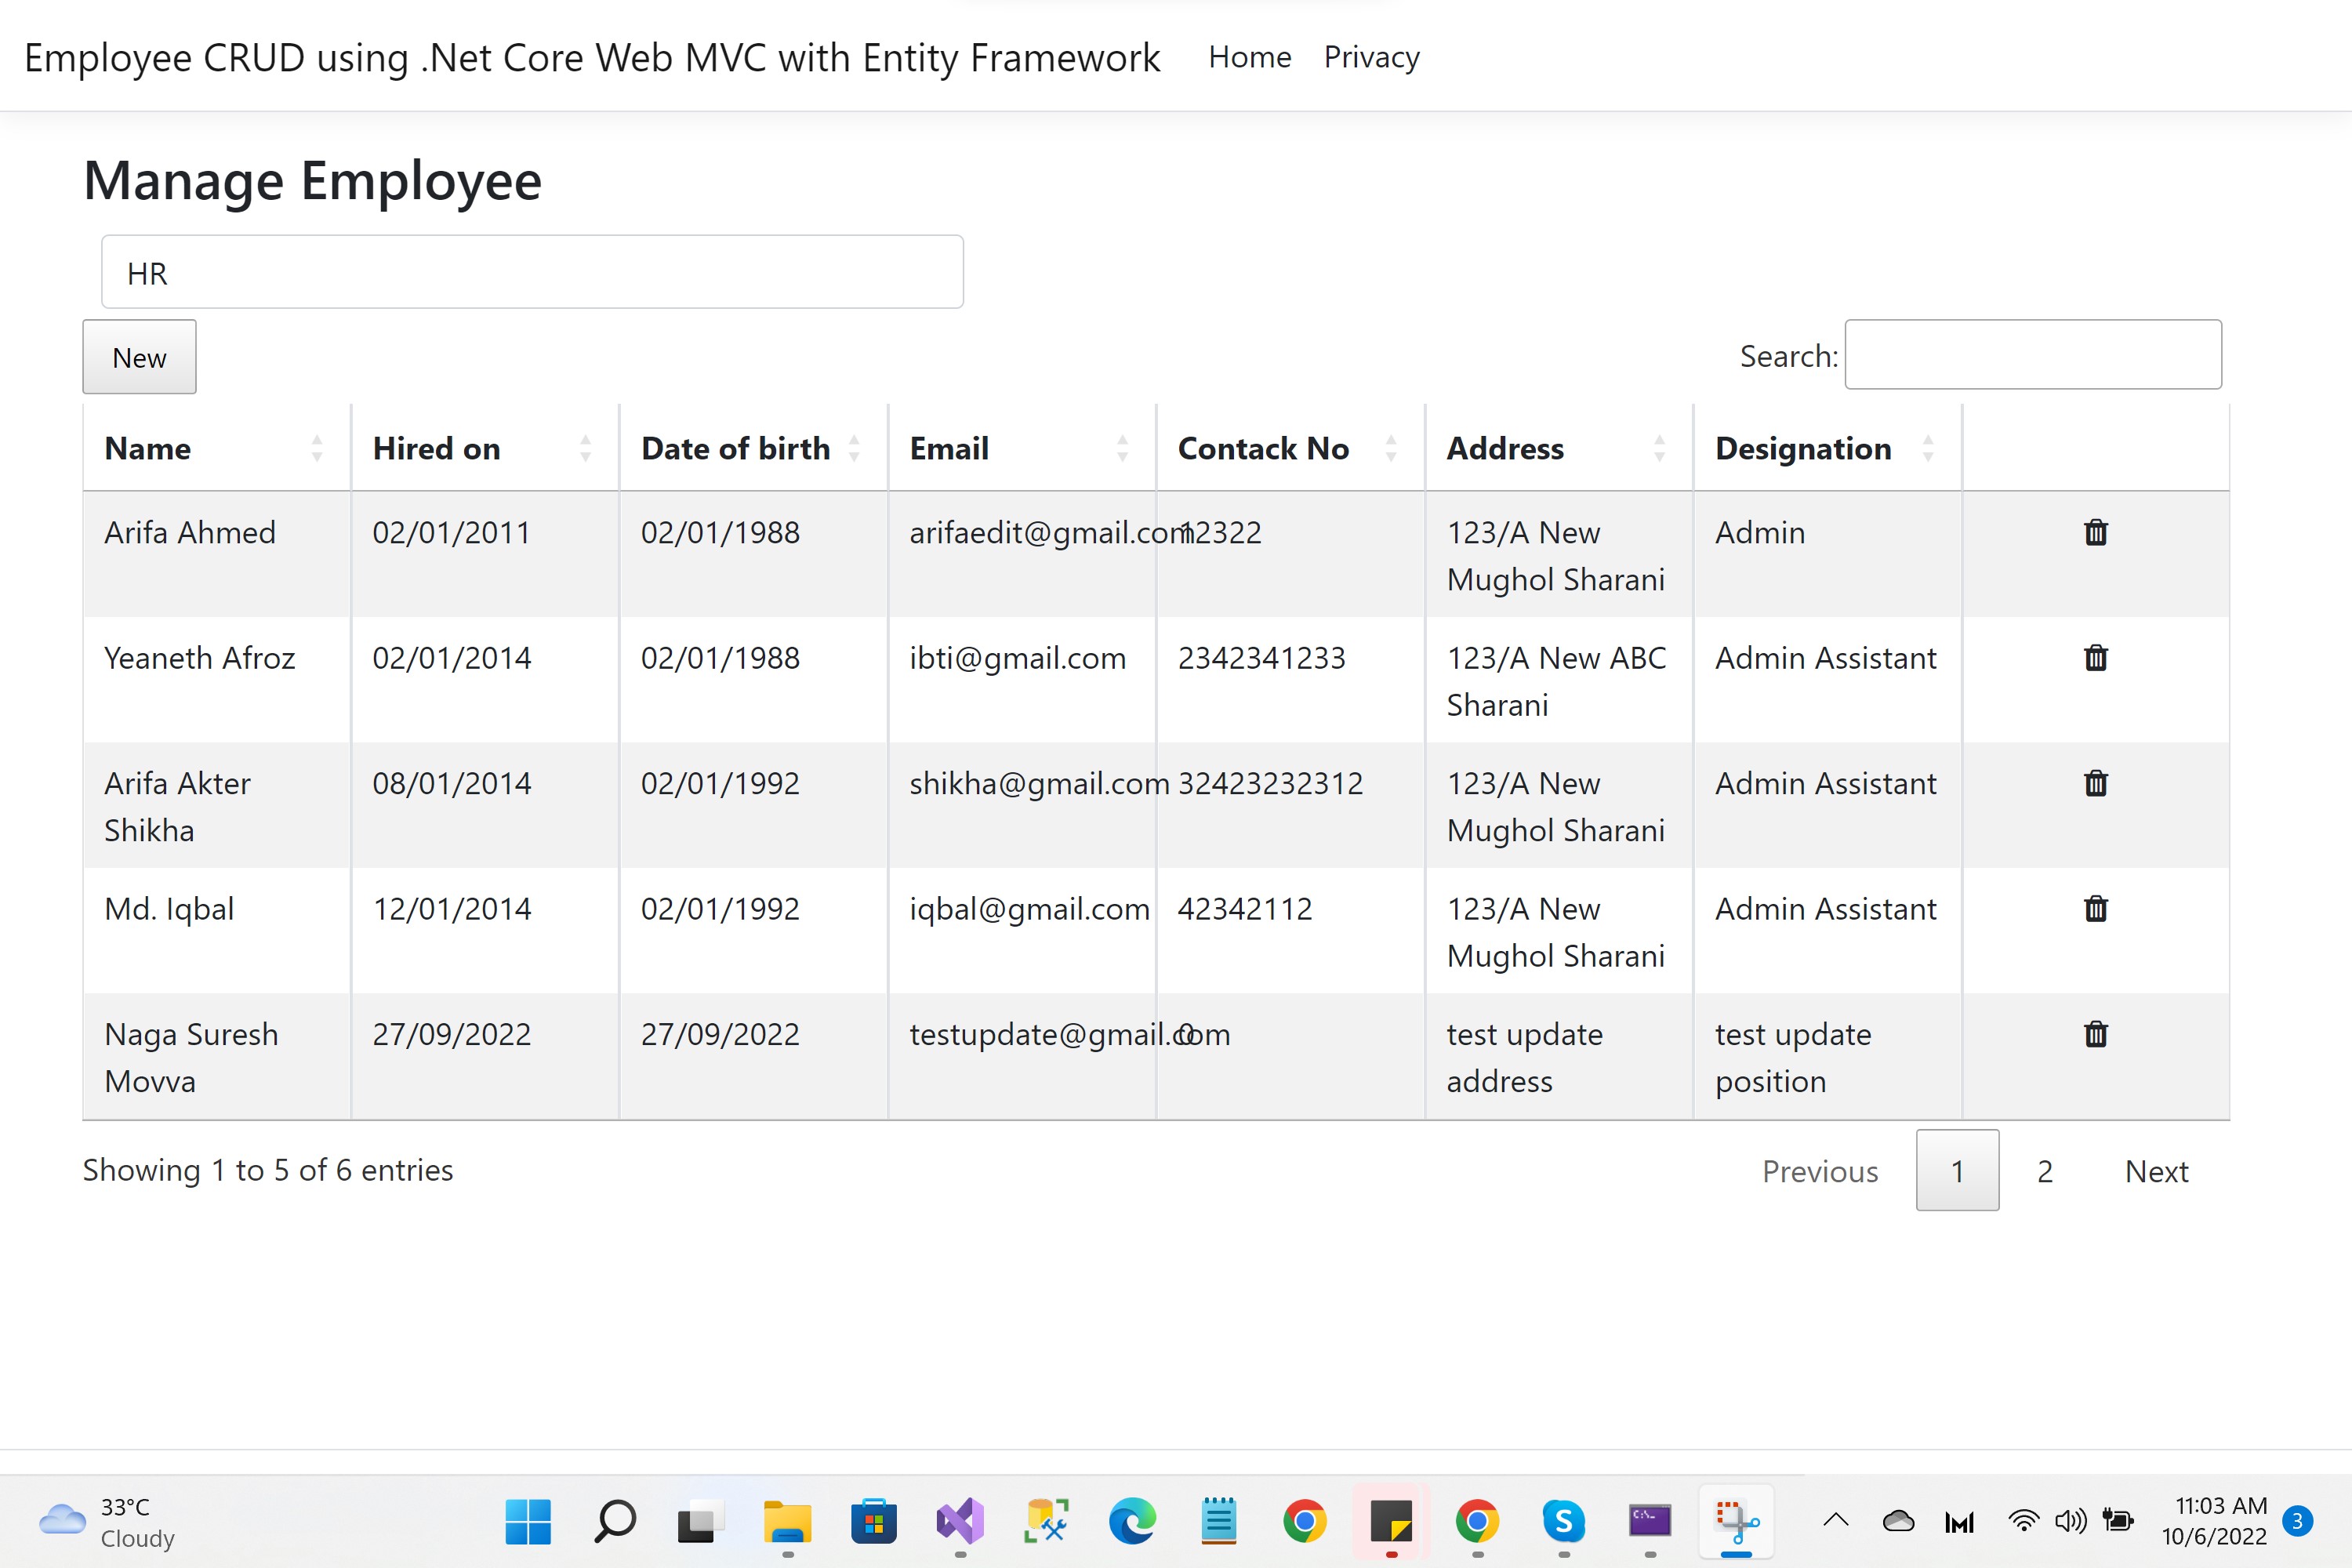 Employee CRUD using .Net Core Web MVC with Entity Framework Home Privacy
Manage Employee
HR
New Search:
Name Hired on Date of birth Email Contack No Address Designation
Arifa Ahmed 02/01/2011 02/01/1988 arifaedit@gmail.com 12322 123/A New Mughol Sharani Admin
Yeaneth Afroz 02/01/2014 02/01/1988 ibti@gmail.com 2342341233 123/A New ABC Sharani Admin Assistant
Arifa Akter Shikha 08/01/2014 02/01/1992 shikha@gmail.com 32423232312 123/A New Mughol Sharani Admin Assistant
Md. Iqbal 12/01/2014 02/01/1992 iqbal@gmail.com 42342112 123/A New Mughol Sharani Admin Assistant
Naga Suresh Movva 27/09/2022 27/09/2022 testupdate@gmail.com 0 test update address test update position
Showing 1 to 5 of 6 entries Previous 1 2 Next
33°C
Cloudy
11:03 AM
10/6/2022
3